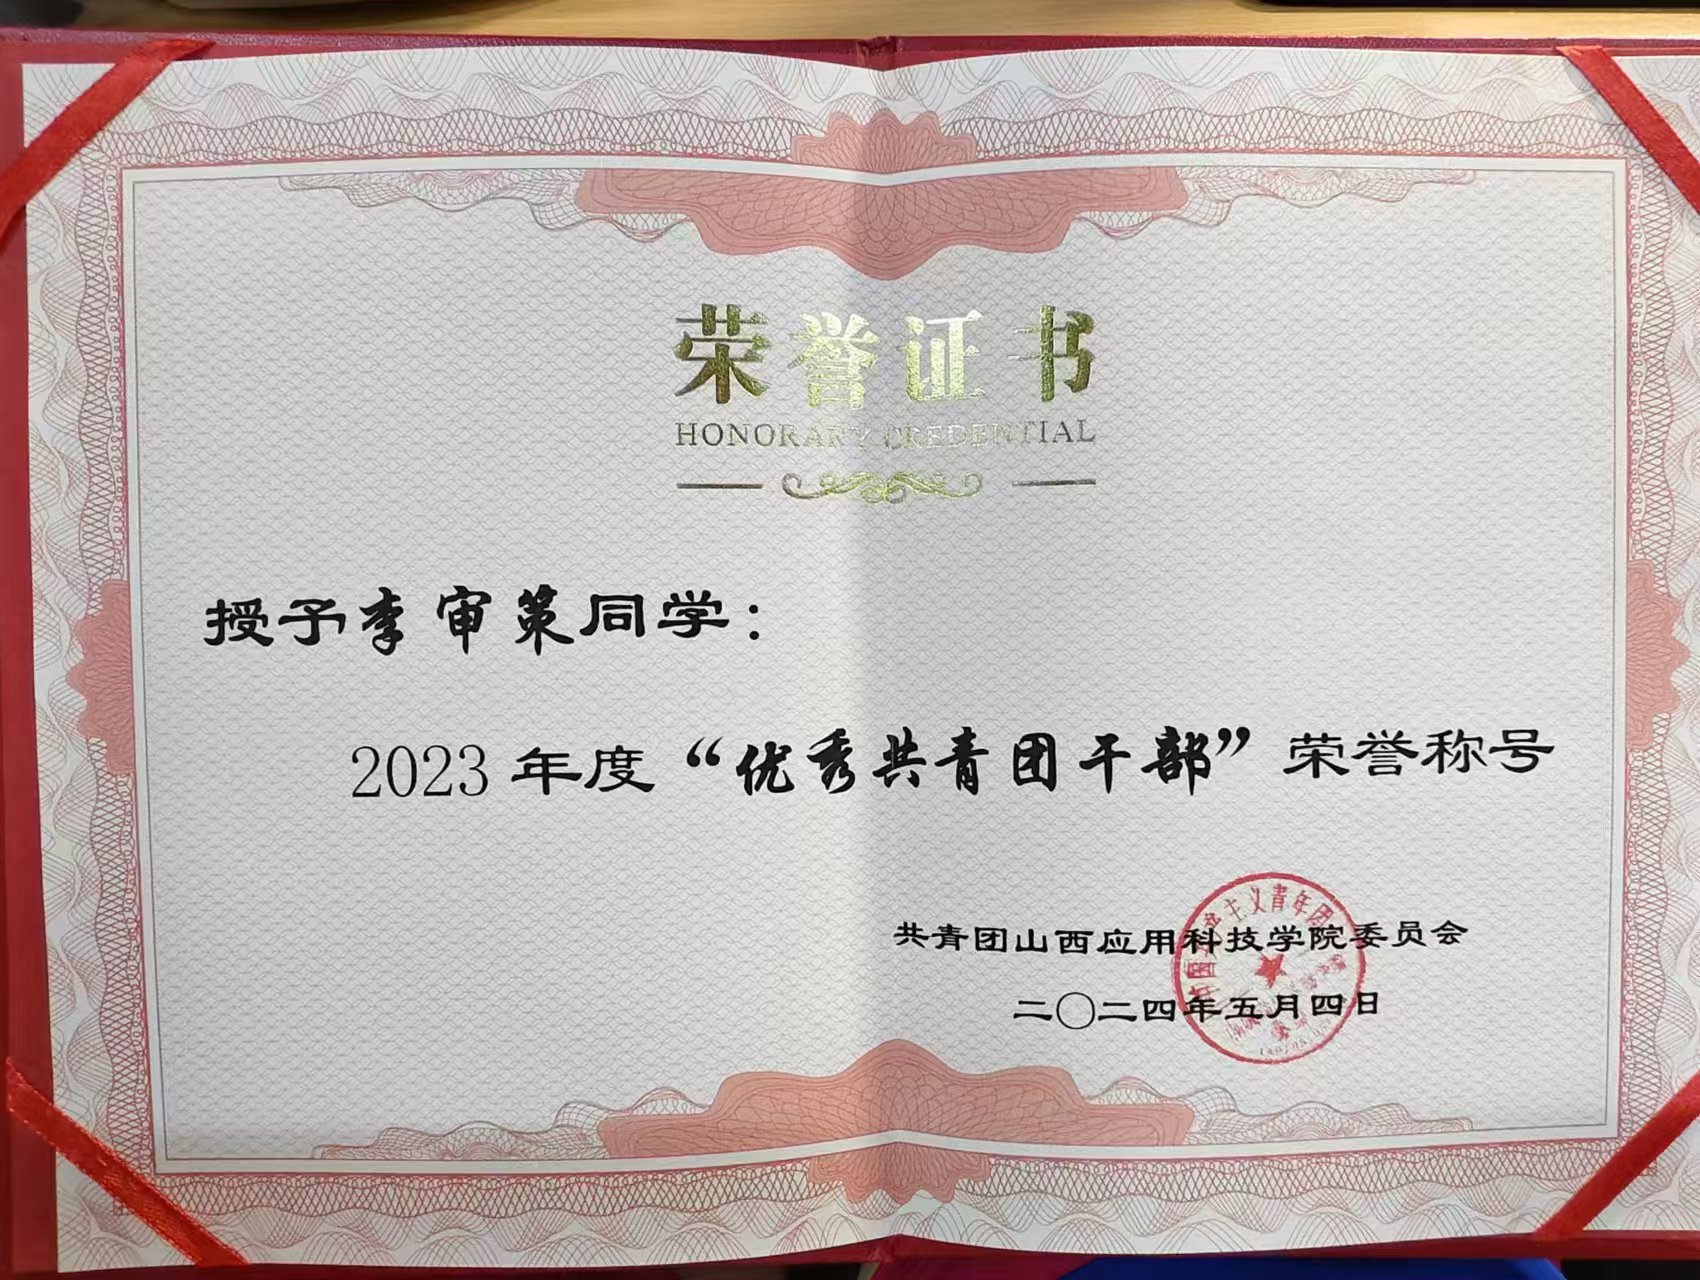 荣誉证书
HONORARY CREDENTIAL
授予李审策同学：
2023年度“优秀共青团干部”荣誉称号
共青团山西应用科技学院委员会
二〇二四年五月四日